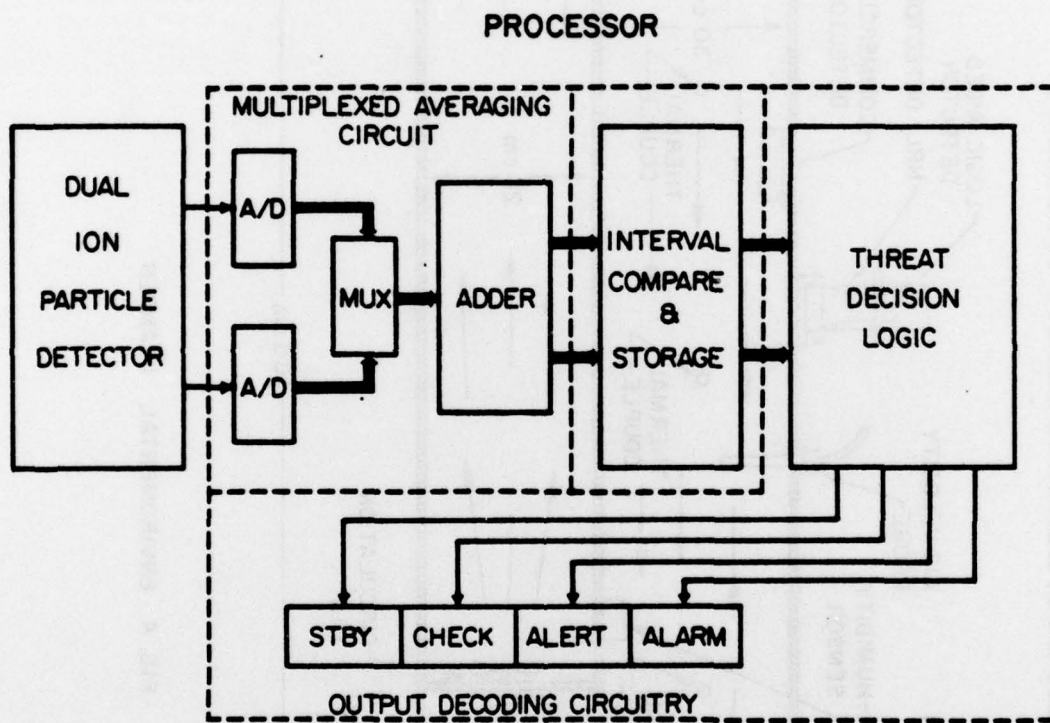 PROCESSOR
MULTIPLEXED AVERAGING
CIRCUIT
DUAL
ION
PARTICLE
DETECTOR
A/D
A/D
MUX
ADDER
INTERVAL
COMPARE
&
STORAGE
THREAT
DECISION
LOGIC
STBY
CHECK
ALERT
ALARM
OUTPUT DECODING CIRCUITRY